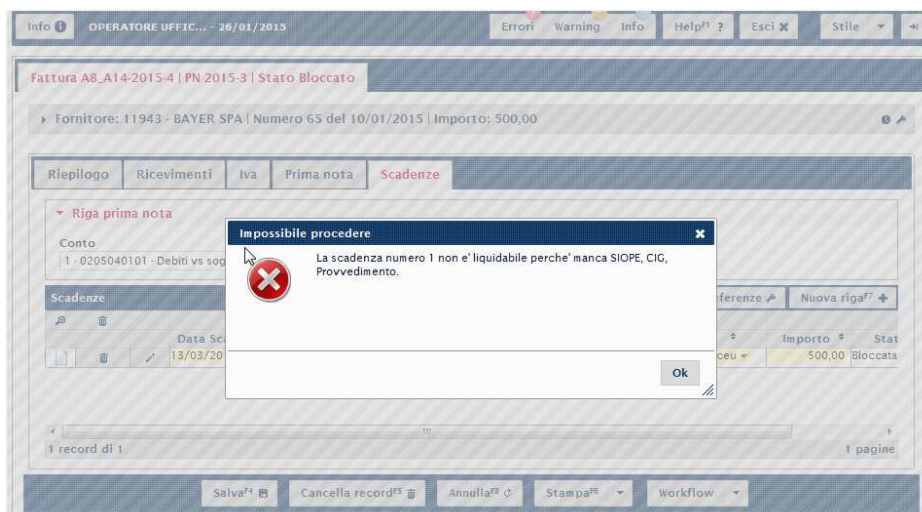 Info
OPERATORE UFFIC... - 26/01/2015
Errori Warning Info
Help F1 ?
Esci
Stile
Fattura A8_A14-2015-4 | PN 2015-3 | Stato Bloccato
Fornitore: 11943 - BAYER SPA | Numero 65 del 10/01/2015 | Importo: 500,00
Riepilogo Ricevimenti Iva Prima nota Scadenze
Riga prima nota
Impossibile procedere
Conto
La scadenza numero 1 non e' liquidabile perche' manca SIOPE, CIG,
Provvedimento.
1 - 0205040101 - Debiti vs sog
Scadenze
ferenze
Nuova riga F7
Data Sc
Importo Stat
13/03/20
ceu
500,00 Bloccata
Ok
1 record di 1
1 pagine
Salva F4
Cancella record F5
Annulla F8
Stampa F6
Workflow